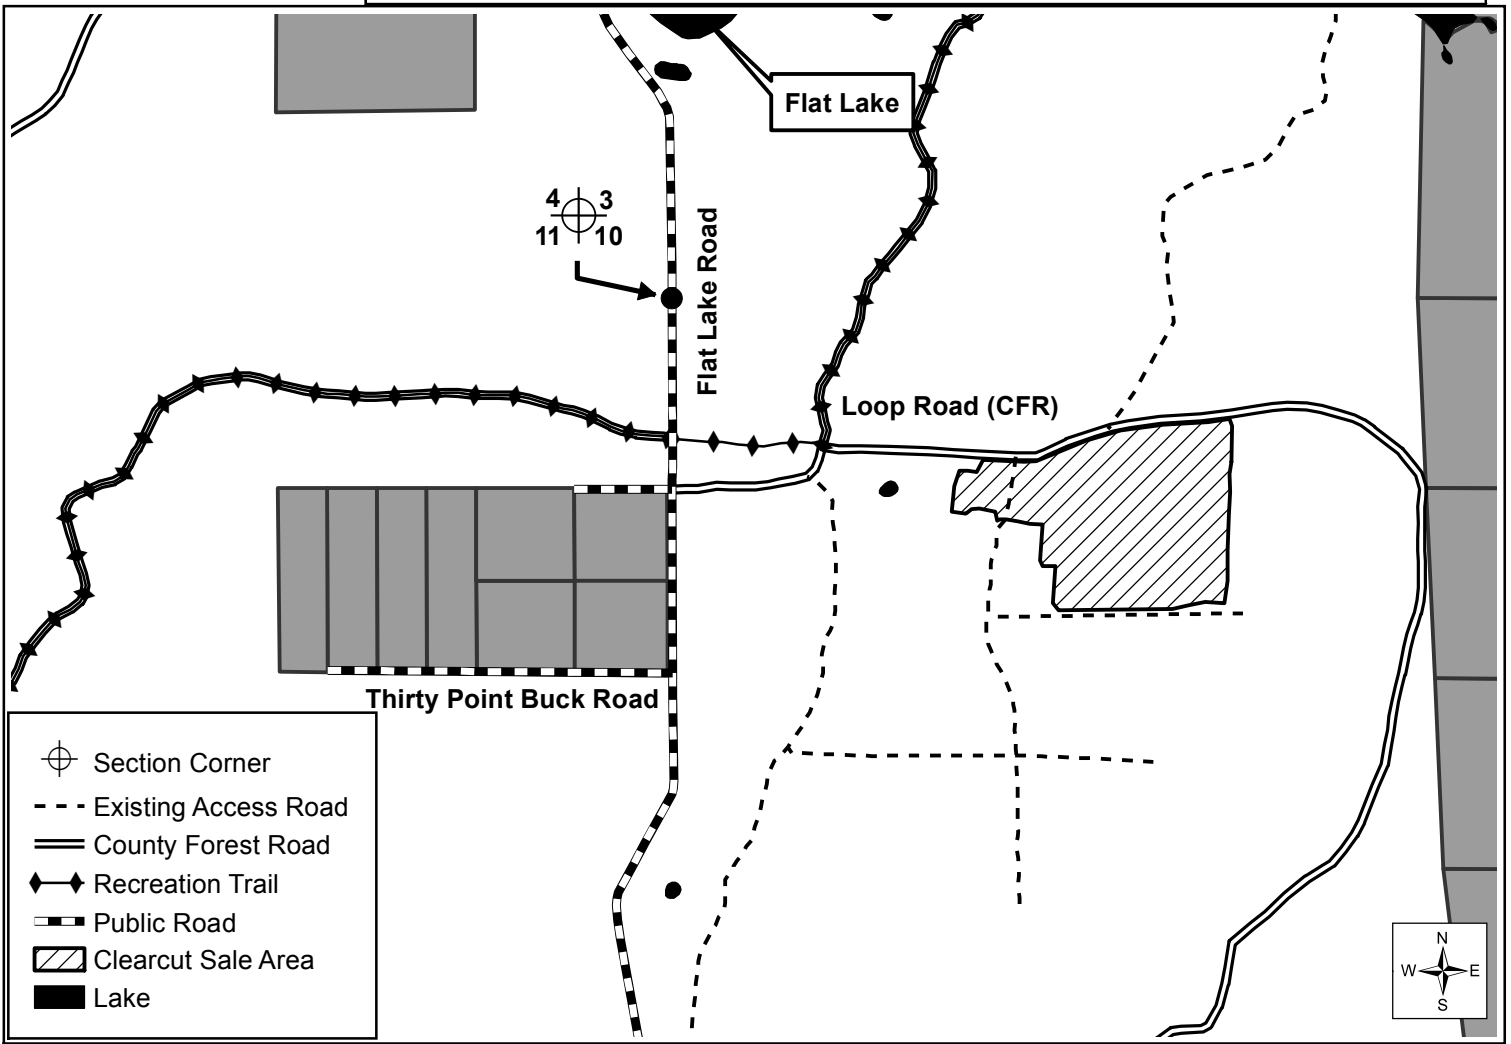 Flat Lake
4 3
11 10
Flat Lake Road
Loop Road (CFR)
Thirty Point Buck Road
Section Corner
Existing Access Road
County Forest Road
Recreation Trail
Public Road
Clearcut Sale Area
Lake
N
W E
S